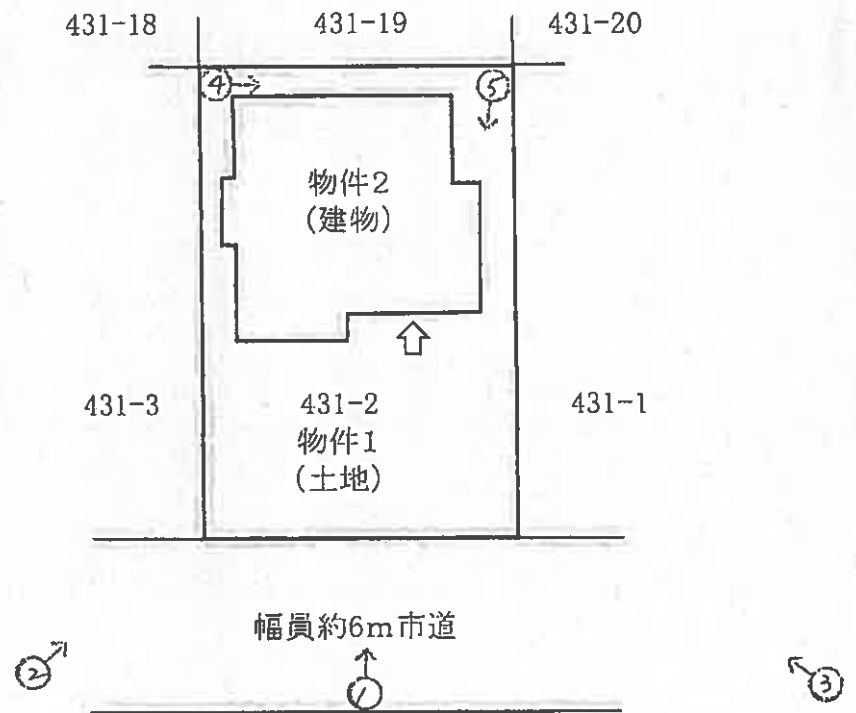 431-18
431-19
431-20
④
⑤
物件2
(建物)
431-3
431-2
431-1
物件1
(土地)
幅員約6m市道
②
①
③